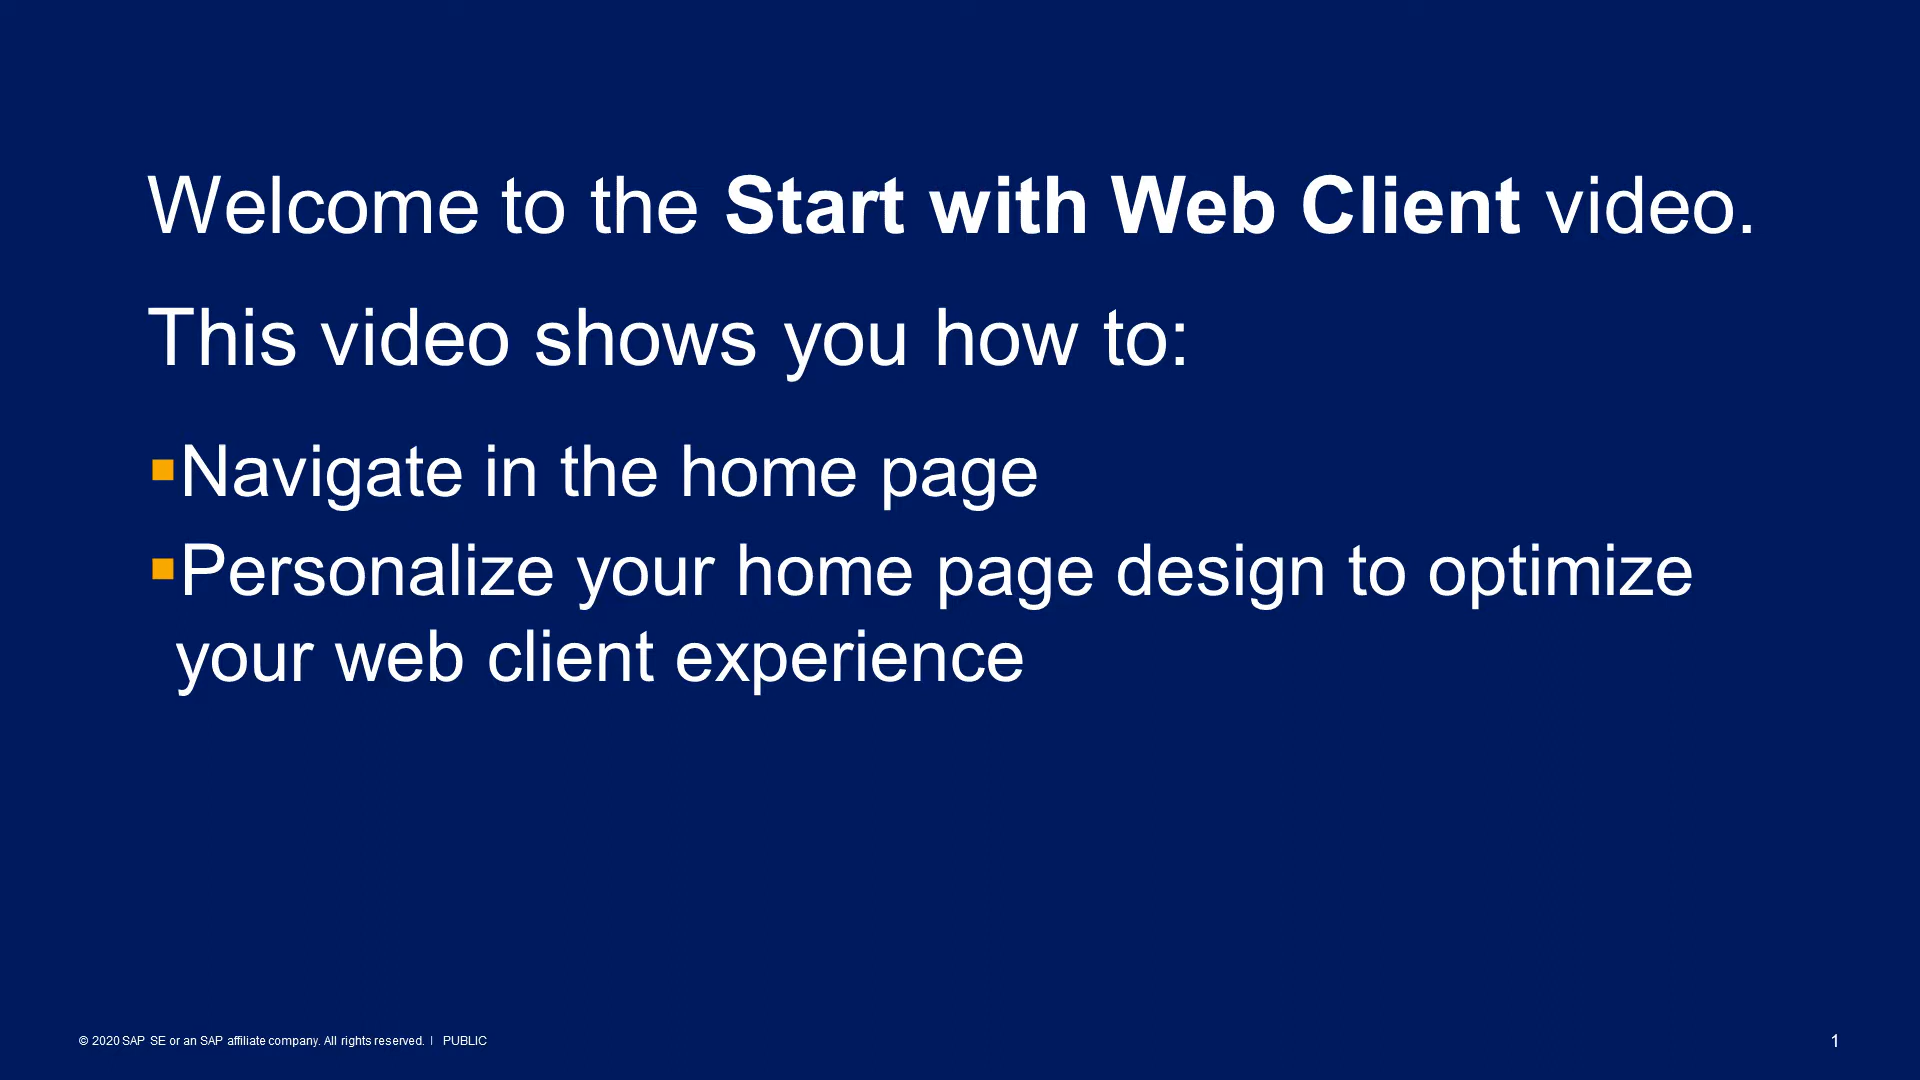 Welcome to the Start with Web Client video.
This video shows you how to:
▪Navigate in the home page
▪Personalize your home page design to optimize
your web client experience
© 2020 SAP SE or an SAP affiliate company. All rights reserved. | PUBLIC
1